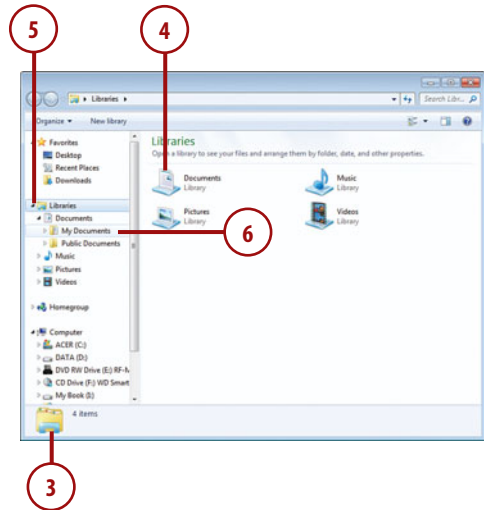 5
4
Libraries
Search Libr...
Organize
New library
Favorites
Desktop
Recent Places
Downloads
Libraries
Documents
My Documents
Public Documents
Music
Pictures
Videos
Homegroup
Computer
ACER (C:)
DATA (D:)
DVD RW Drive (E:) RF-M
CD Drive (F:) WD Smart
My Book (I:)
Libraries
Open a library to see your files and arrange them by folder, date, and other properties.
Documents
Library
Music
Library
Pictures
Library
Videos
Library
6
4 items
3